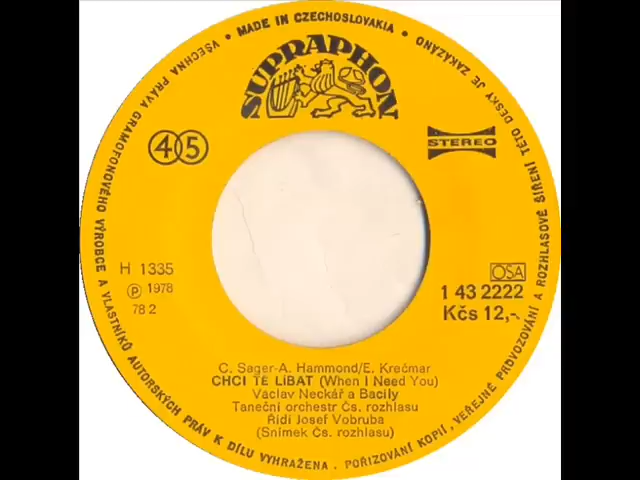 • MADE IN CZECHOSLOVAKIA •
VŠECHNA PRÁVA GRAMOFONOVÉHO VÝROBCE A VLASTNÍKŮ AUTORSKÝCH PRÁV K DÍLU VYHRAŽENA . POŘIZOVÁNÍ KOPIÍ , VEŘEJNÉ PROVOZOVÁNÍ A ROZHLASOVÉ ŠÍŘENÍ TÉTO DESKY JE ZAKÁZÁNO
SUPRAPHON
45
STEREO
H 1335
℗ 1978
78 2
OSA
1 43 2222
Kčs 12,-.
C. Sager-A. Hammond/E. Krečmar
CHCI TĚ LÍBAT (When I Need You)
Václav Neckář a Bacily
Taneční orchestr Čs. rozhlasu
Řídí Josef Vobruba
(Snímek Čs. rozhlasu)